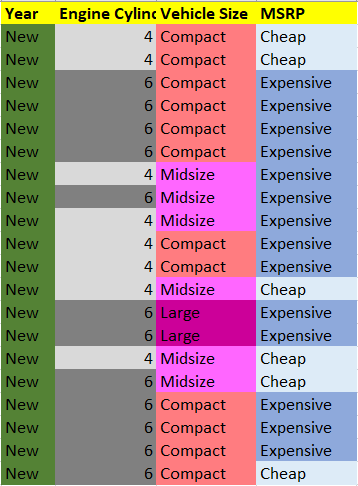 Year Engine Cylinc Vehicle Size MSRP
New 4 Compact Cheap
New 4 Compact Cheap
New 6 Compact Expensive
New 6 Compact Expensive
New 6 Compact Expensive
New 6 Compact Expensive
New 4 Midsize Expensive
New 6 Midsize Expensive
New 4 Midsize Expensive
New 4 Compact Expensive
New 4 Compact Expensive
New 4 Midsize Cheap
New 6 Large Expensive
New 6 Large Expensive
New 4 Midsize Cheap
New 6 Midsize Cheap
New 6 Compact Expensive
New 6 Compact Expensive
New 6 Compact Expensive
New 6 Compact Cheap